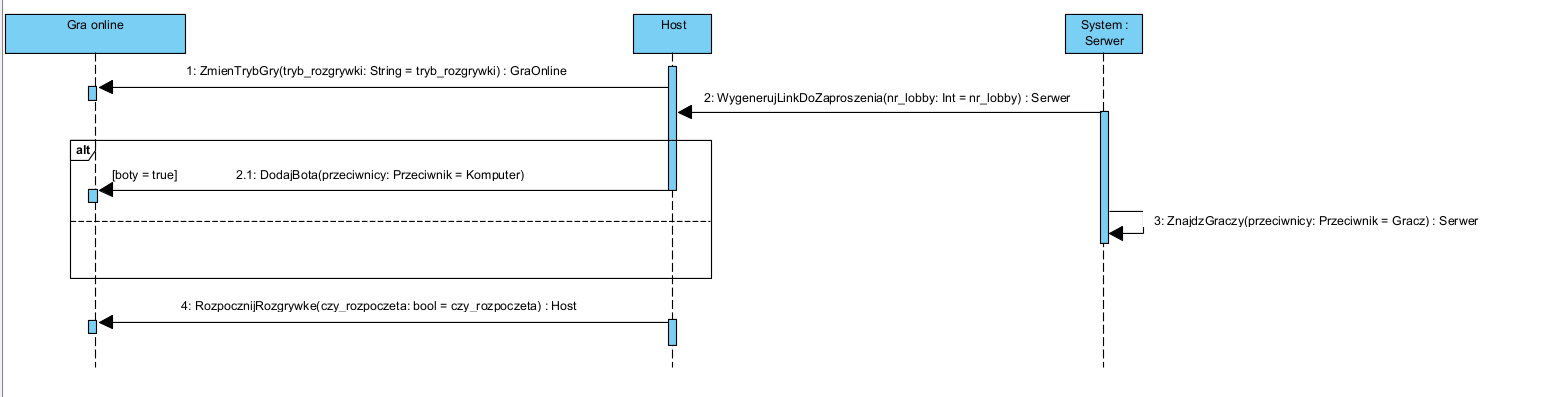 Gra online
Host
System :
Serwer
1: ZmienTrybGry(tryb_rozgrywki: String = tryb_rozgrywki) : GraOnline
2: WygenerujLinkDoZaproszenia(nr_lobby: Int = nr_lobby) : Serwer
alt
[boty = true]
2.1: DodajBota(przeciwnicy: Przeciwnik = Komputer)
3: ZnajdzGraczy(przeciwnicy: Przeciwnik = Gracz) : Serwer
4: RozpocznijRozgrywke(czy_rozpoczeta: bool = czy_rozpoczeta) : Host